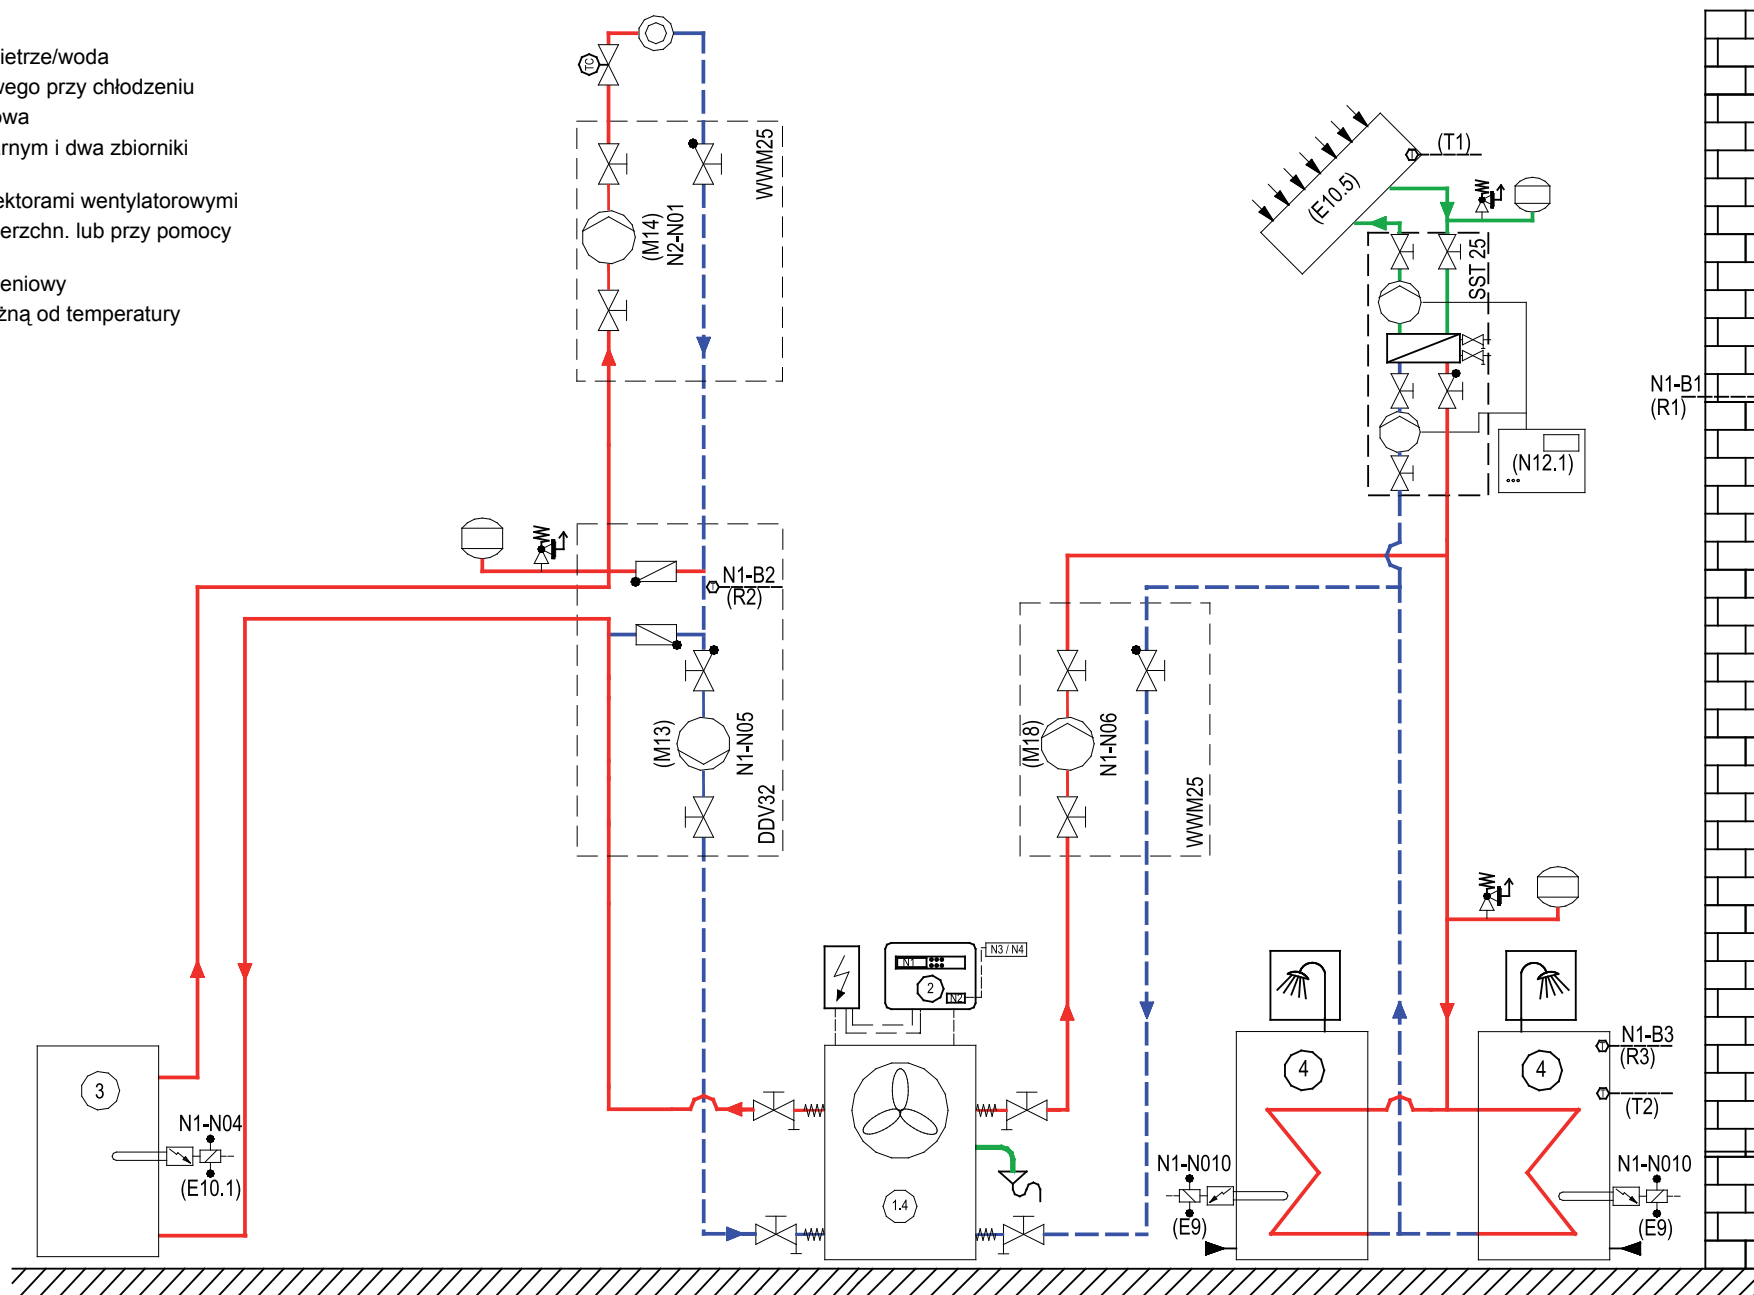 ietrze/woda
wego przy chłodzeniu
owa
arnym i dwa zbiorniki
ektorami wentylatorowymi
ierzchn. lub przy pomocy
eniowy
żną od temperatury
TC
WWM25
(M14)
N2-N01
(T1)
(E10.5)
SST 25
(N12.1)
N1-B1
(R1)
N1-B2
(R2)
(M13)
N1-N05
DDV32
(M18)
N1-N06
WWM25
N1
2
N2
N3 / N4
3
N1-N04
(E10.1)
1.4
4
4
N1-B3
(R3)
(T2)
N1-N010
(E9)
N1-N010
(E9)